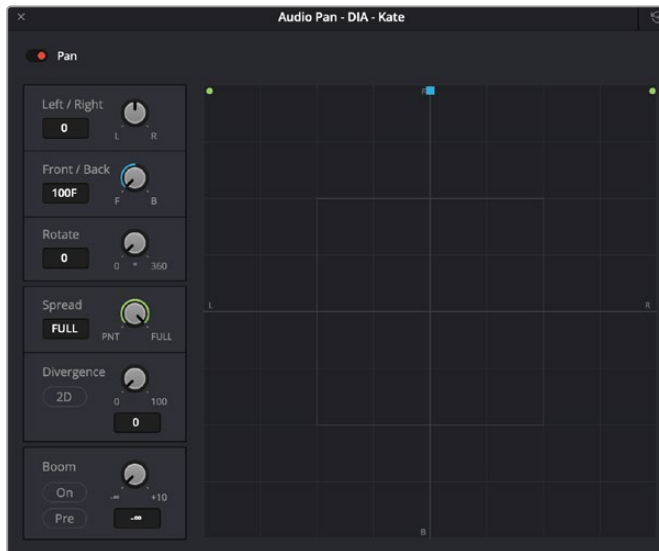 Audio Pan - DIA - Kate
Pan
Left / Right
0
L R
Front / Back
100F
F B
Rotate
0
0 ° 360
Spread
FULL
PNT FULL
Divergence
2D
0 100
0
Boom
On
-∞ +10
Pre
-∞
F
L
R
B